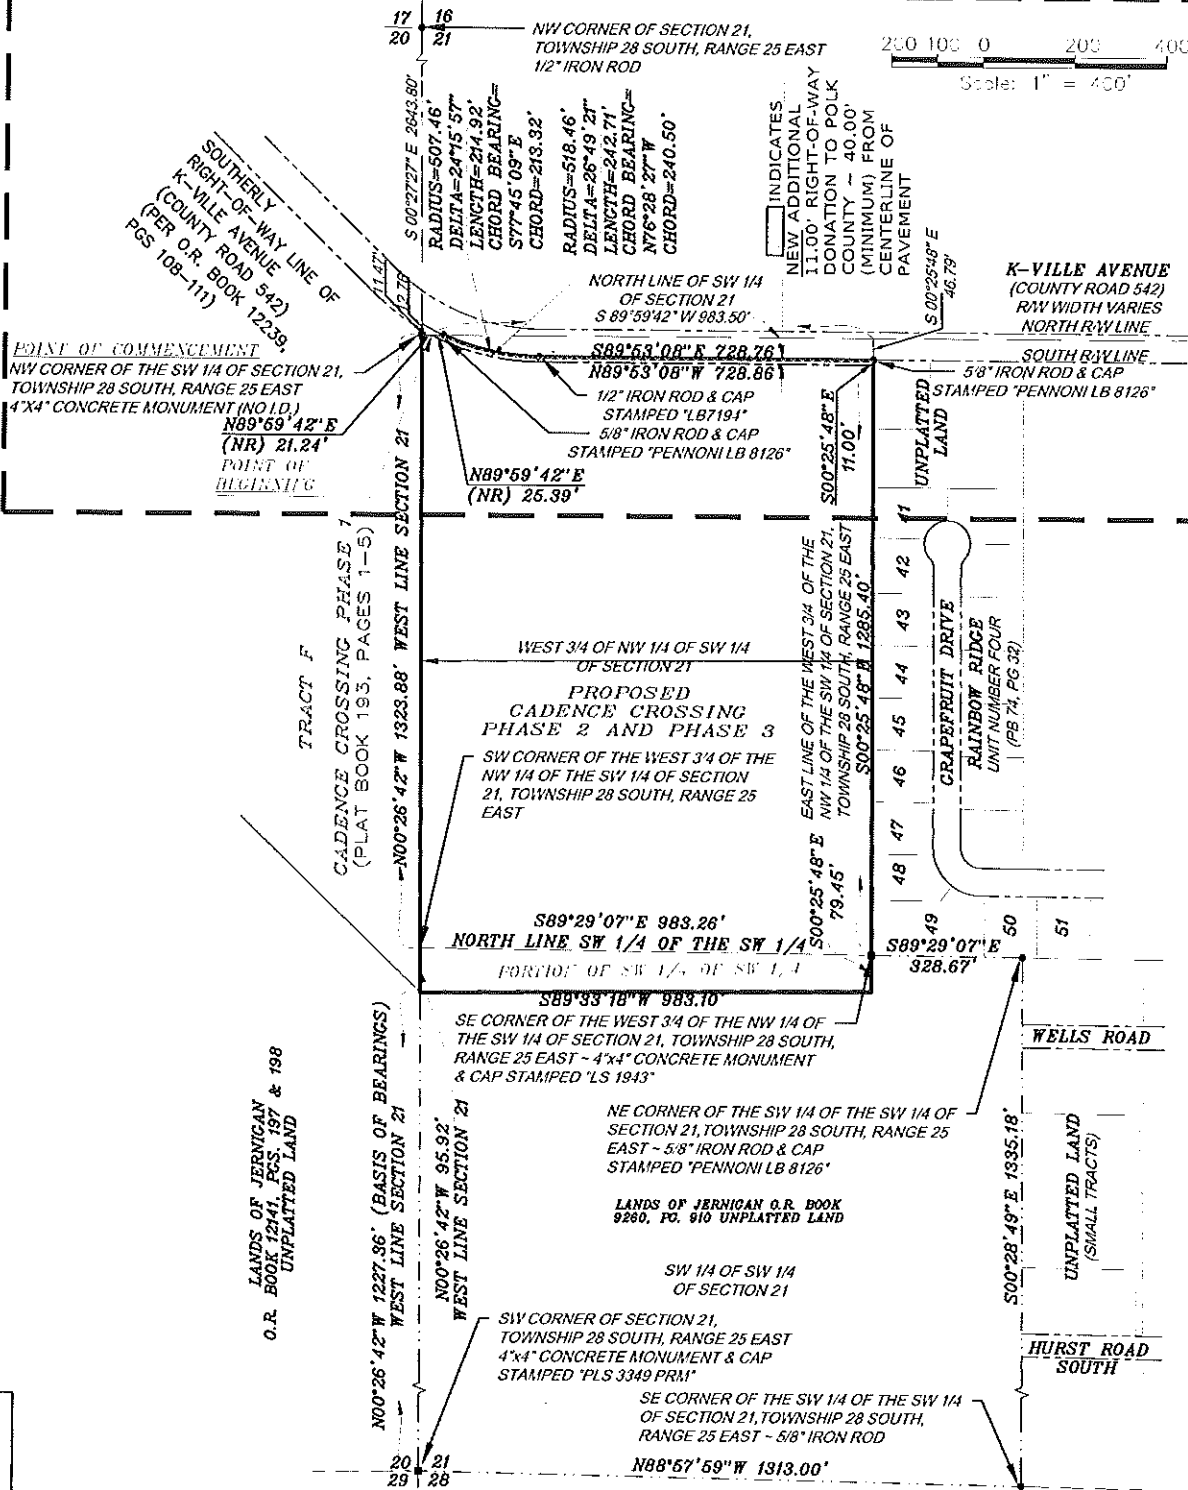 17 16
20 21
NW CORNER OF SECTION 21,
TOWNSHIP 28 SOUTH, RANGE 25 EAST
1/2" IRON ROD
200 100 0 200 400
Scale: 1" = 400'
S 00°27'27" E 2643.80'
RADIUS=507.46'
DELTA=24°15'57"
LENGTH=214.92'
CHORD BEARING=
S77°45'09"E
CHORD=213.32'
RADIUS=518.46'
DELTA=26°49'21"
LENGTH=242.71'
CHORD BEARING=
N76°28'27"W
CHORD=240.50'
INDICATES
NEW ADDITIONAL
11.00' RIGHT-OF-WAY
DONATION TO POLK
COUNTY ~ 40.00'
(MINIMUM) FROM
CENTERLINE OF
PAVEMENT
SOUTHERLY
RIGHT-OF-WAY LINE OF
K-VILLE AVENUE
(COUNTY ROAD 542)
(PER O.R. BOOK 12239,
PGS 108-111)
11.47'
NORTH LINE OF SW 1/4
OF SECTION 21
S 89°59'42" W 983.50'
S 00°25'48" E
46.79'
K-VILLE AVENUE
(COUNTY ROAD 542)
R/W WIDTH VARIES
NORTH R/W LINE
SOUTH R/W LINE
5/8" IRON ROD & CAP
STAMPED "PENNONI LB 8126"
POINT OF COMMENCEMENT
NW CORNER OF THE SW 1/4 OF SECTION 21,
TOWNSHIP 28 SOUTH, RANGE 25 EAST
4"X4" CONCRETE MONUMENT (NO I.D.)
S89°53'08"E 728.76'
N89°53'08"W 728.86'
1/2" IRON ROD & CAP
STAMPED "LB7194"
5/8" IRON ROD & CAP
STAMPED "PENNONI LB 8126"
N89°59'42"E
(NR) 21.24'
POINT OF
BEGINNING
N89°59'42"E
(NR) 25.39'
S00°25'48"E
11.00'
UNPLATTED
LAND
TRACT F
CADENCE CROSSING PHASE 1
(PLAT BOOK 193, PAGES 1-5)
N00°26'42"W 1323.88' WEST LINE SECTION 21
WEST 3/4 OF NW 1/4 OF SW 1/4
OF SECTION 21
PROPOSED
CADENCE CROSSING
PHASE 2 AND PHASE 3
SW CORNER OF THE WEST 3/4 OF THE
NW 1/4 OF THE SW 1/4 OF SECTION
21, TOWNSHIP 28 SOUTH, RANGE 25
EAST
EAST LINE OF THE WEST 3/4 OF THE
NW 1/4 OF THE SW 1/4 OF SECTION 21,
TOWNSHIP 28 SOUTH, RANGE 25 EAST
S00°25'48"E 1285.40'
S00°25'48"E
79.45'
41
42
43
44
45
46
47
48
49
50
51
GRAPEFRUIT DRIVE
RAINBOW RIDGE
UNIT NUMBER FOUR
(PB 74, PG 32)
S89°29'07"E 983.26'
NORTH LINE SW 1/4 OF THE SW 1/4
PORTION OF SW 1/4 OF SW 1/4
S89°33'18"W 983.10'
S89°29'07"E
328.67'
SE CORNER OF THE WEST 3/4 OF THE NW 1/4 OF
THE SW 1/4 OF SECTION 21, TOWNSHIP 28 SOUTH,
RANGE 25 EAST ~ 4"x4" CONCRETE MONUMENT
& CAP STAMPED "LS 1943"
WELLS ROAD
NE CORNER OF THE SW 1/4 OF THE SW 1/4 OF
SECTION 21, TOWNSHIP 28 SOUTH, RANGE 25
EAST ~ 5/8" IRON ROD & CAP
STAMPED "PENNONI LB 8126"
LANDS OF JERNIGAN O.R. BOOK
9260, PG. 910 UNPLATTED LAND
LANDS OF JERNIGAN
O.R. BOOK 12141, PGS. 197 & 198
UNPLATTED LAND
N00°26'42"W 1227.36' (BASIS OF BEARINGS)
WEST LINE SECTION 21
N00°26'42"W 95.92'
WEST LINE SECTION 21
SW 1/4 OF SW 1/4
OF SECTION 21
S00°28'49"E 1335.18'
UNPLATTED LAND
(SMALL TRACTS)
SW CORNER OF SECTION 21,
TOWNSHIP 28 SOUTH, RANGE 25 EAST
4"x4" CONCRETE MONUMENT & CAP
STAMPED "PLS 3349 PRM"
HURST ROAD
SOUTH
SE CORNER OF THE SW 1/4 OF THE SW 1/4
OF SECTION 21, TOWNSHIP 28 SOUTH,
RANGE 25 EAST ~ 5/8" IRON ROD
N88°57'59"W 1313.00'
20 21
29 28